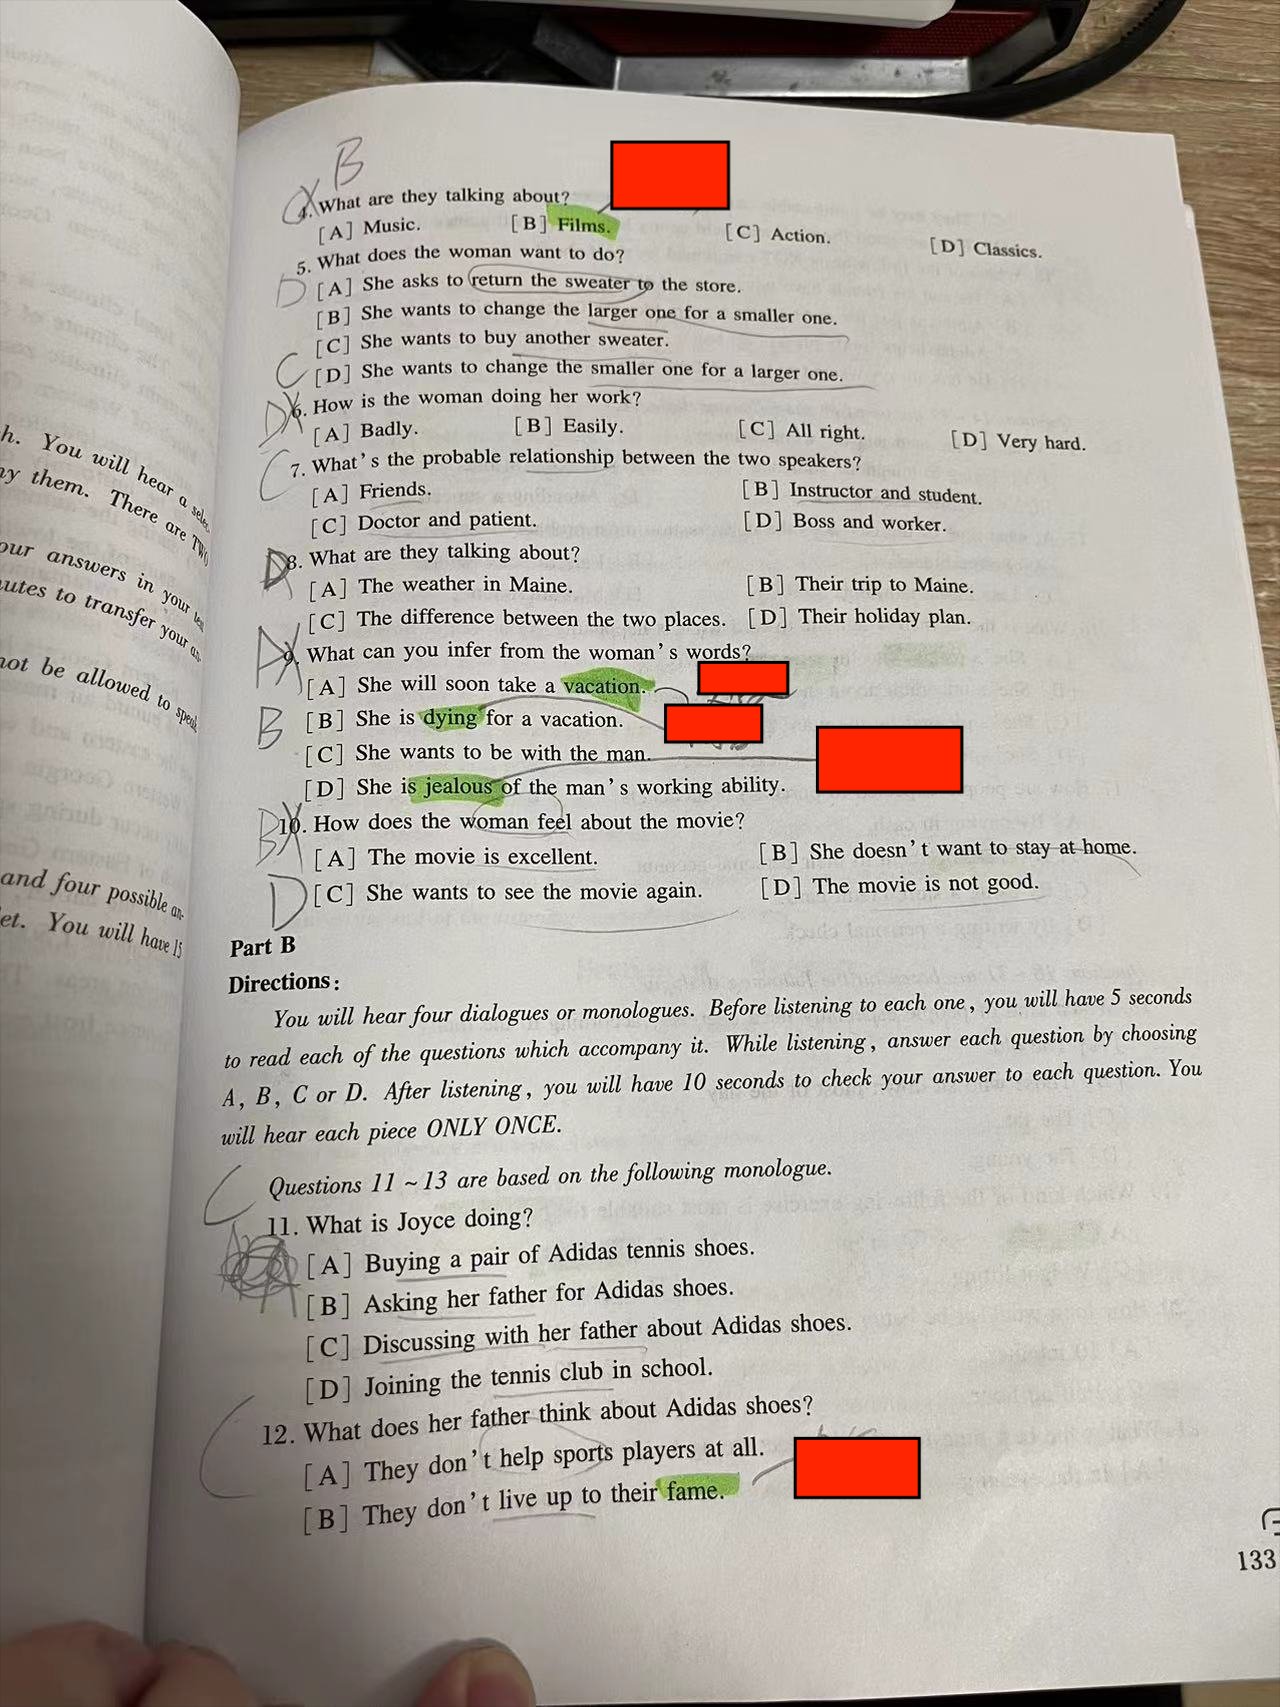 B
4. What are they talking about?
[A] Music. [B] Films. [C] Action. [D] Classics.
5. What does the woman want to do?
D
[A] She asks to return the sweater to the store.
[B] She wants to change the larger one for a smaller one.
[C] She wants to buy another sweater.
C
[D] She wants to change the smaller one for a larger one.
D
6. How is the woman doing her work?
[A] Badly. [B] Easily. [C] All right. [D] Very hard.
C
7. What's the probable relationship between the two speakers?
[A] Friends. [B] Instructor and student.
[C] Doctor and patient. [D] Boss and worker.
D
8. What are they talking about?
[A] The weather in Maine. [B] Their trip to Maine.
[C] The difference between the two places. [D] Their holiday plan.
A
9. What can you infer from the woman's words?
[A] She will soon take a vacation.
B
[B] She is dying for a vacation.
[C] She wants to be with the man.
[D] She is jealous of the man's working ability.
B
10. How does the woman feel about the movie?
[A] The movie is excellent. [B] She doesn't want to stay at home.
D
[C] She wants to see the movie again. [D] The movie is not good.
Part B
Directions:
You will hear four dialogues or monologues. Before listening to each one, you will have 5 seconds
to read each of the questions which accompany it. While listening, answer each question by choosing
A, B, C or D. After listening, you will have 10 seconds to check your answer to each question. You
will hear each piece ONLY ONCE.
C
Questions 11 ~ 13 are based on the following monologue.
11. What is Joyce doing?
[A] Buying a pair of Adidas tennis shoes.
[B] Asking her father for Adidas shoes.
[C] Discussing with her father about Adidas shoes.
[D] Joining the tennis club in school.
C
12. What does her father think about Adidas shoes?
[A] They don't help sports players at all.
[B] They don't live up to their fame.
133
h. You will hear a
them. There are TWO
our answers in your
utes to transfer your
not be allowed to speak
and four possible an-
et. You will have 15